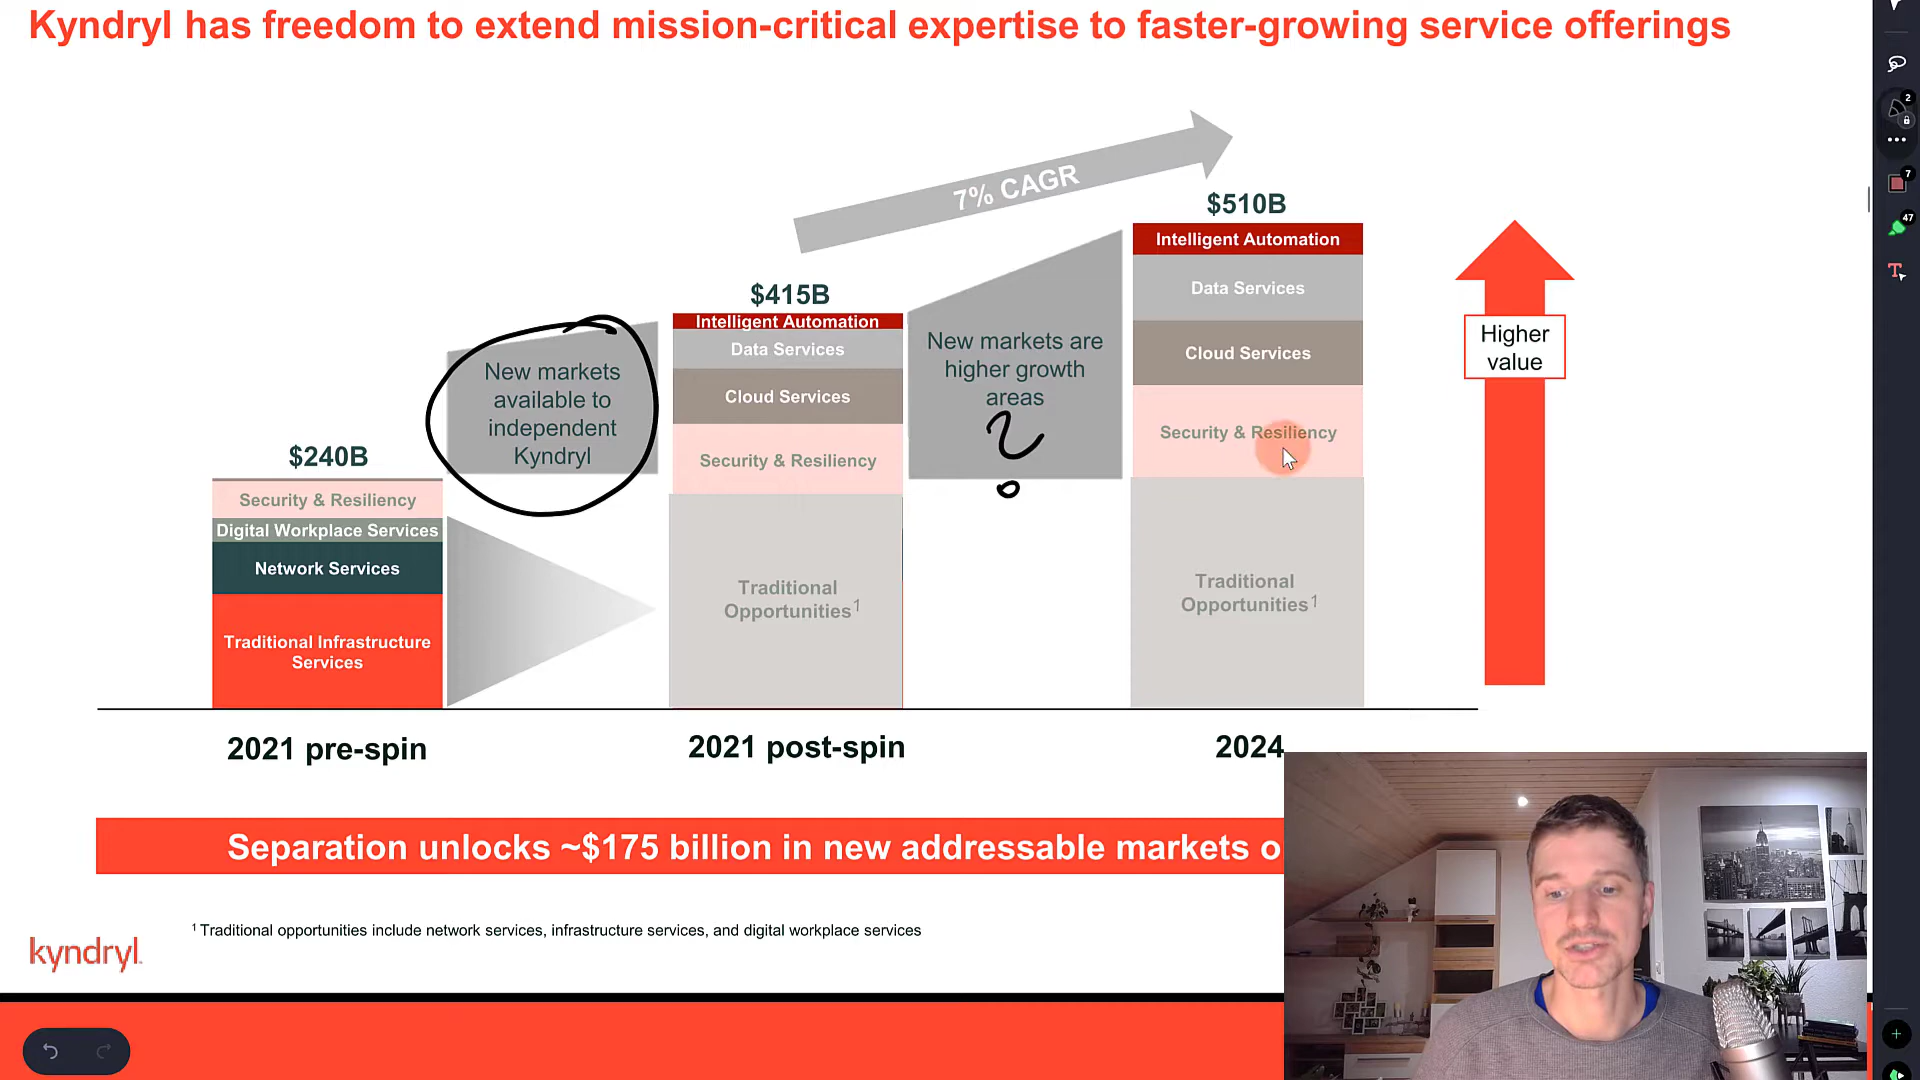 Kyndryl has freedom to extend mission-critical expertise to faster-growing service offerings
7% CAGR
$240B
Security & Resiliency
Digital Workplace Services
Network Services
Traditional Infrastructure
Services
2021 pre-spin
New markets
available to
independent
Kyndryl
$415B
Intelligent Automation
Data Services
Cloud Services
Security & Resiliency
Traditional
Opportunities¹
2021 post-spin
New markets are
higher growth
areas
?
$510B
Intelligent Automation
Data Services
Cloud Services
Security & Resiliency
Traditional
Opportunities¹
2024
Higher
value
Separation unlocks ~$175 billion in new addressable markets o
¹ Traditional opportunities include network services, infrastructure services, and digital workplace services
kyndryl.
2
7
47
T